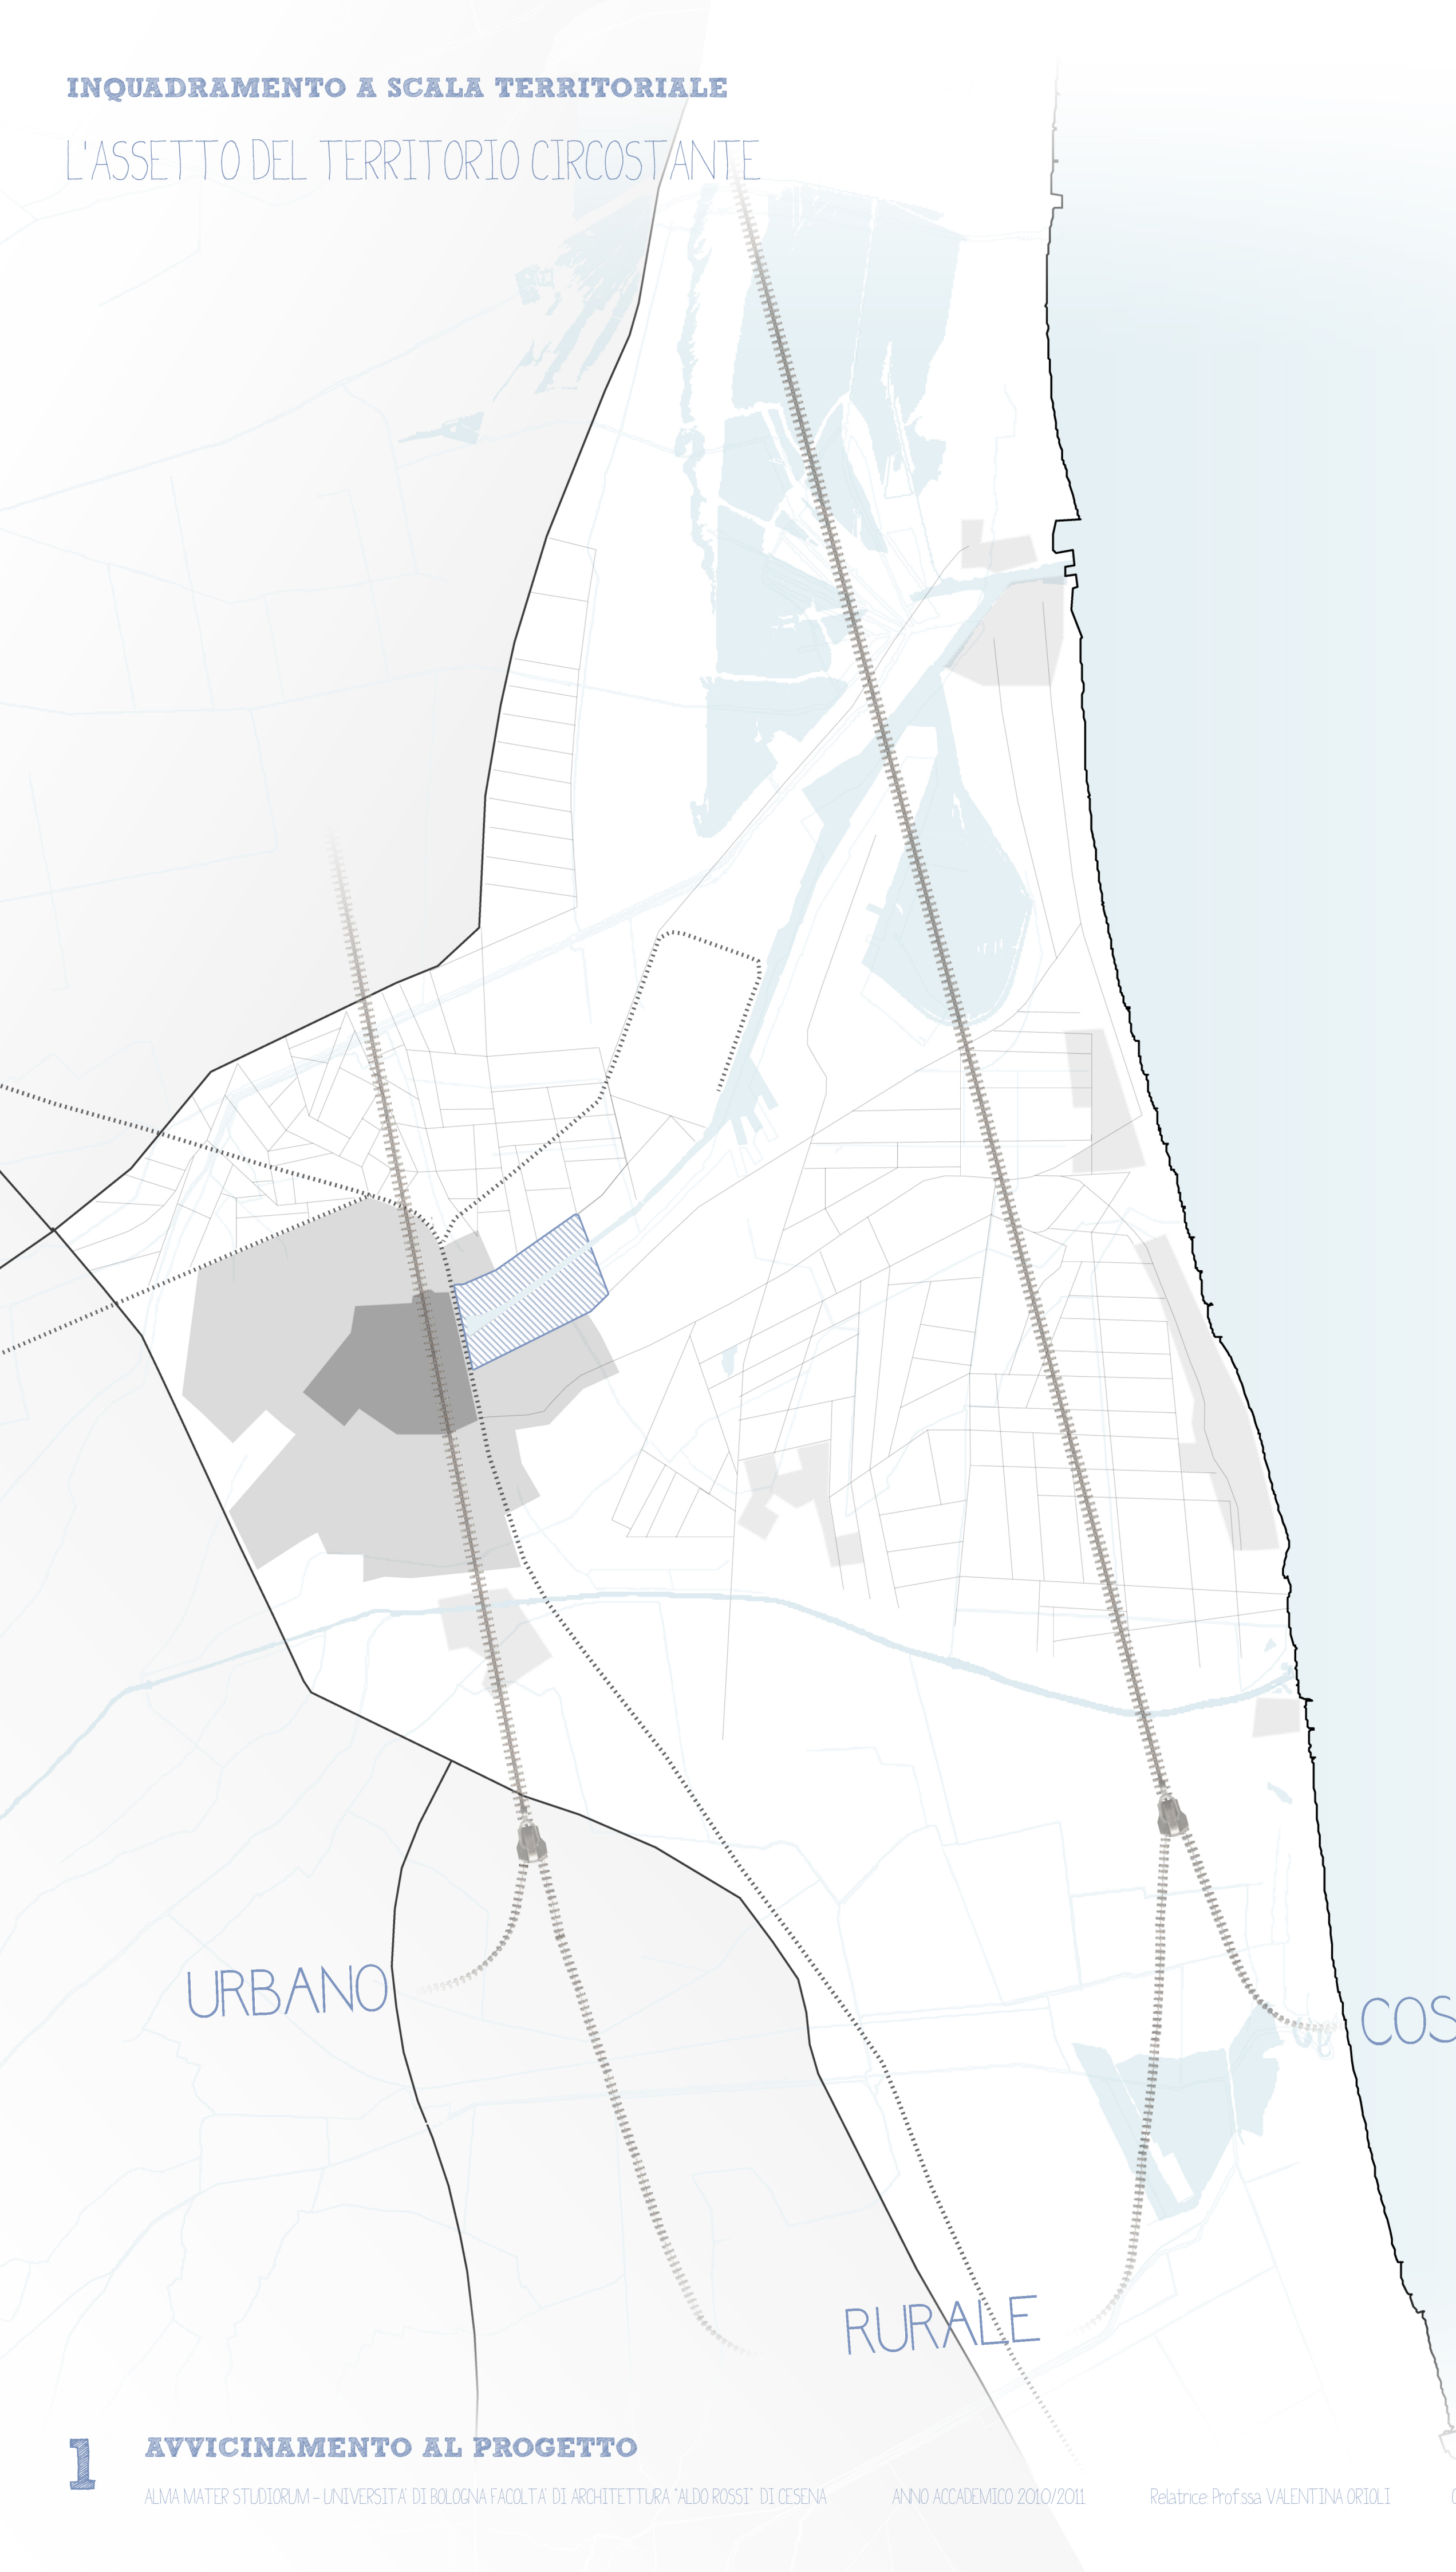 INQUADRAMENTO A SCALA TERRITORIALE
L'ASSETTO DEL TERRITORIO CIRCOSTANTE
URBANO
COS
RURALE
1
AVVICINAMENTO AL PROGETTO
ALMA MATER STUDIORUM - UNIVERSITA' DI BOLOGNA FACOLTA' DI ARCHITETTURA "ALDO ROSSI" DI CESENA ANNO ACCADEMICO 2010/2011 Relatrice: Prof.ssa VALENTINA ORIOLI